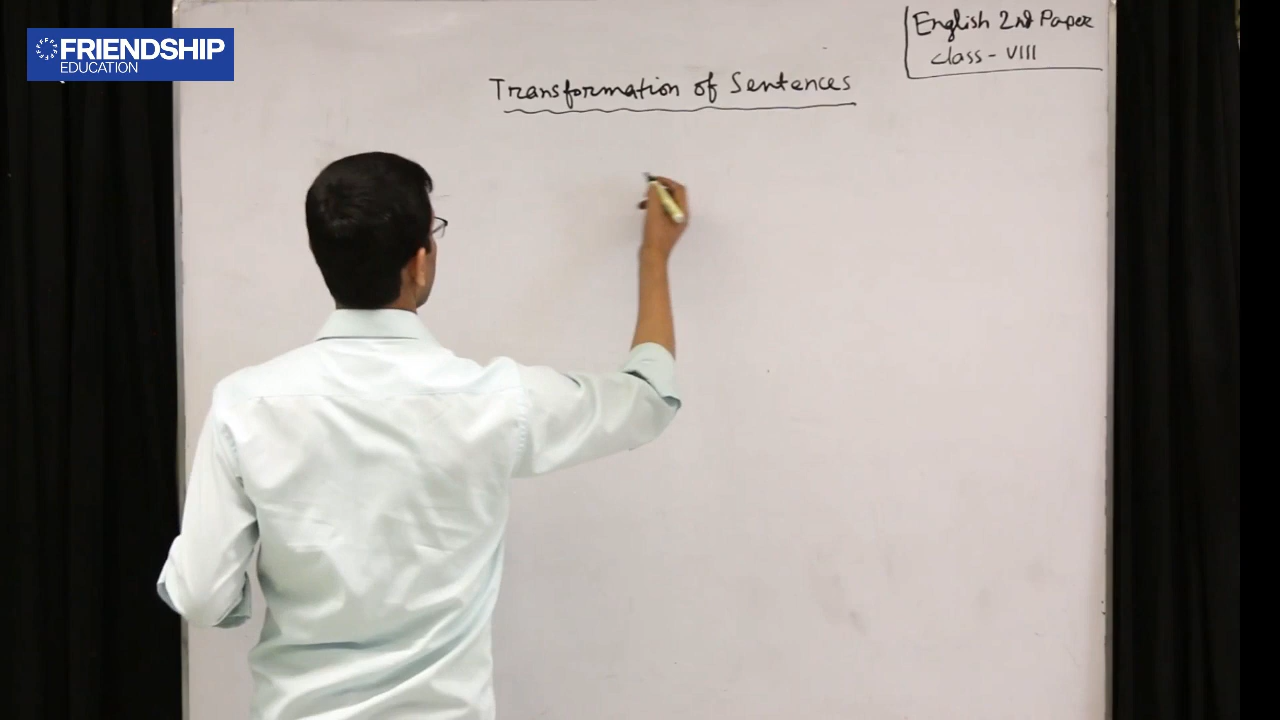 FRIENDSHIP
EDUCATION
English 2nd Paper
class - VIII
Transformation of Sentences